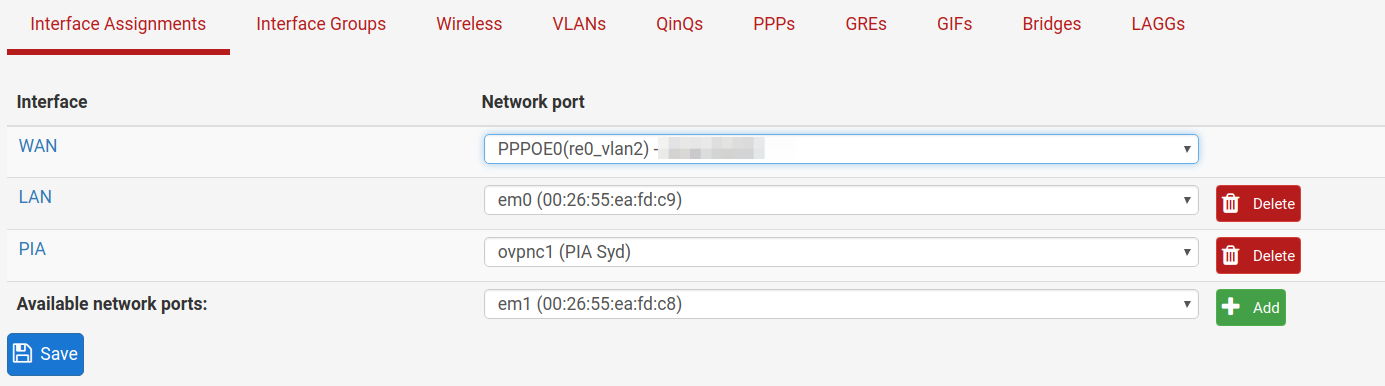 Interface Assignments Interface Groups Wireless VLANs QinQs PPPs GREs GIFs Bridges LAGGs
Interface Network port
WAN PPPOE0(re0_vlan2) -
LAN em0 (00:26:55:ea:fd:c9) Delete
PIA ovpnc1 (PIA Syd) Delete
Available network ports: em1 (00:26:55:ea:fd:c8) Add
Save